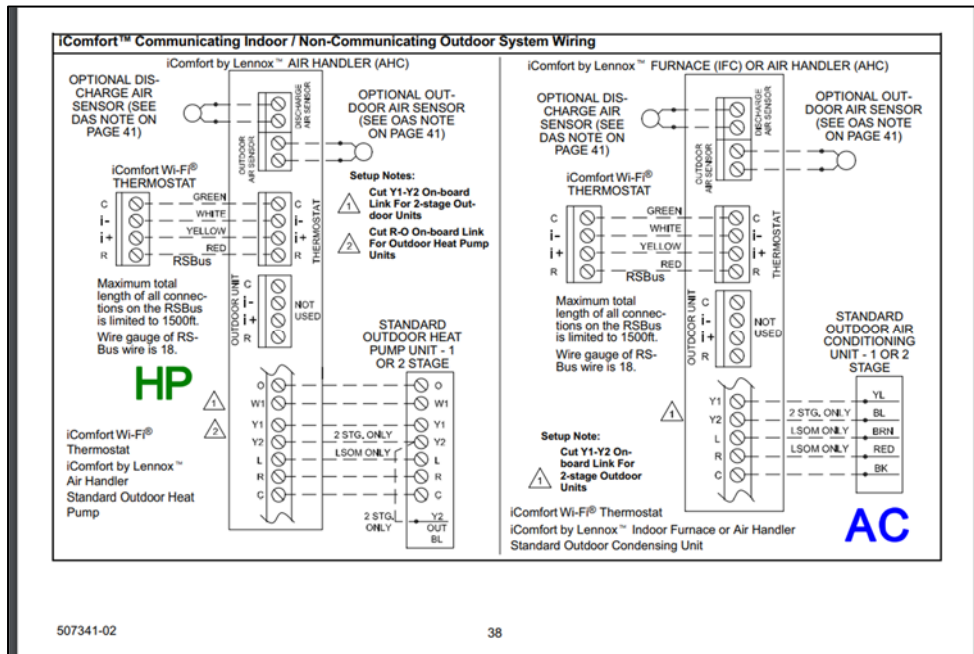 iComfort™ Communicating Indoor / Non-Communicating Outdoor System Wiring
iComfort by Lennox™ AIR HANDLER (AHC)
OPTIONAL DIS-
CHARGE AIR
SENSOR (SEE
DAS NOTE ON
PAGE 41)
DISCHARGE
AIR SENSOR
OUTDOOR
AIR SENSOR
OPTIONAL OUT-
DOOR AIR SENSOR
(SEE OAS NOTE
ON PAGE 41)
iComfort Wi-Fi®
THERMOSTAT
C GREEN C
i- WHITE i-
i+ YELLOW i+
R RED R
RSBus
THERMOSTAT
Setup Notes:
1 Cut Y1-Y2 On-board
Link For 2-stage Out-
door Units
2 Cut R-O On-board Link
For Outdoor Heat Pump
Units
Maximum total
length of all connec-
tions on the RSBus
is limited to 1500ft.
Wire gauge of RS-
Bus wire is 18.
OUTDOOR UNIT
C
i-
i+
R
NOT
USED
STANDARD
OUTDOOR HEAT
PUMP UNIT - 1
OR 2 STAGE
HP
1
2
O O
W1 W1
Y1 Y1
Y2 2 STG. ONLY Y2
L LSOM ONLY L
R R
C C
2 STG.
ONLY
Y2
OUT
BL
iComfort Wi-Fi®
Thermostat
iComfort by Lennox™
Air Handler
Standard Outdoor Heat
Pump
iComfort by Lennox™ FURNACE (IFC) OR AIR HANDLER (AHC)
OPTIONAL DIS-
CHARGE AIR
SENSOR (SEE
DAS NOTE ON
PAGE 41)
DISCHARGE
AIR SENSOR
OUTDOOR
AIR SENSOR
OPTIONAL OUT-
DOOR AIR SENSOR
(SEE OAS NOTE
ON PAGE 41)
iComfort Wi-Fi®
THERMOSTAT
C GREEN C
i- WHITE i-
i+ YELLOW i+
R RED R
RSBus
THERMOSTAT
Maximum total
length of all connec-
tions on the RSBus
is limited to 1500ft.
Wire gauge of RS-
Bus wire is 18.
OUTDOOR UNIT
C
i-
i+
R
NOT
USED
STANDARD
OUTDOOR AIR
CONDITIONING
UNIT - 1 OR 2
STAGE
1
Y1 YL
Y2 2 STG. ONLY BL
L LSOM ONLY BRN
R LSOM ONLY RED
C BK
Setup Note:
1 Cut Y1-Y2 On-
board Link For
2-stage Outdoor
Units
iComfort Wi-Fi® Thermostat
iComfort by Lennox™ Indoor Furnace or Air Handler
Standard Outdoor Condensing Unit
AC
507341-02
38